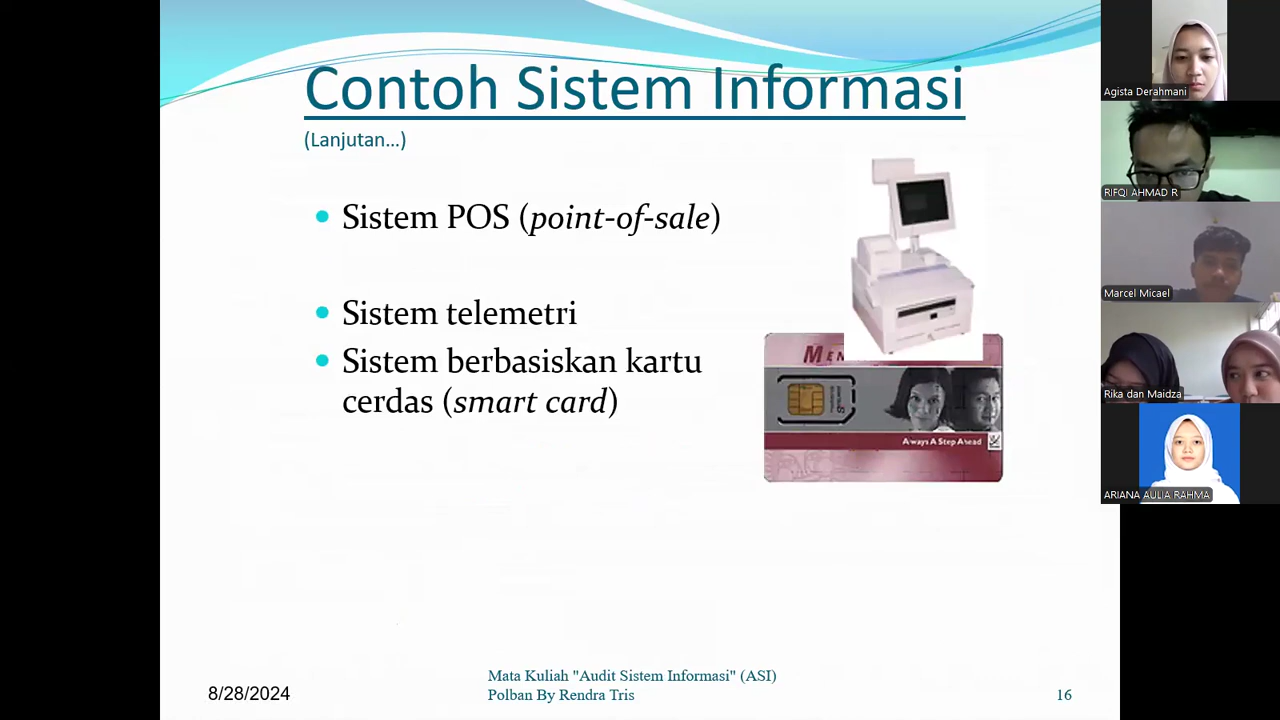 Contoh Sistem Informasi
(Lanjutan...)
• Sistem POS (point-of-sale)
• Sistem telemetri
• Sistem berbasiskan kartu
cerdas (smart card)
Always A Step Ahead
8/28/2024
Mata Kuliah "Audit Sistem Informasi" (ASI)
Polban By Rendra Tris
16
Agista Derahmani
RIFQI AHMAD R
Marcel Micael
Rika dan Maidza
ARIANA AULIA RAHMA